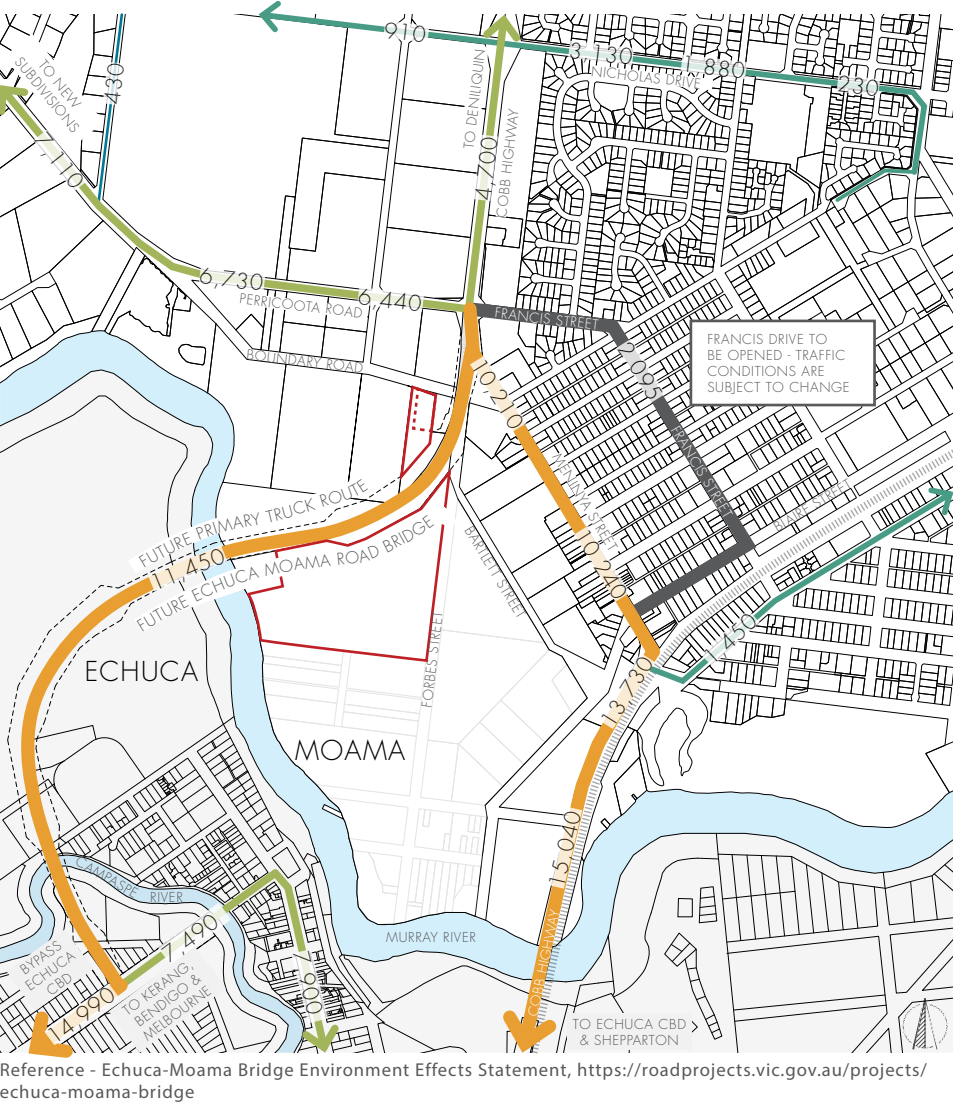 910
3,130
1,880
230
NICHOLAS DRIVE
TO NEW
SUBDIVISIONS
430
7,110
TO DENILIQUIN
4,700
COBB HIGHWAY
6,730
6,440
PERRICOOTA ROAD
BOUNDARY ROAD
FRANCIS STREET
2,095
FRANCIS STREET
FRANCIS DRIVE TO
BE OPENED - TRAFFIC
CONDITIONS ARE
SUBJECT TO CHANGE
10,210
MENINYA STREET
10,240
BLAIRE STREET
FUTURE PRIMARY TRUCK ROUTE
11,450
FUTURE ECHUCA MOAMA ROAD BRIDGE
BARTLETT STREET
FORBES STREET
1,450
13,730
ECHUCA
MOAMA
15,040
CAMPASPE
RIVER
MURRAY RIVER
COBB HIGHWAY
7,490
7,900
BYPASS
ECHUCA
CBD
14,990
TO KERANG,
BENDIGO &
MELBOURNE
TO ECHUCA CBD
& SHEPPARTON
Reference - Echuca-Moama Bridge Environment Effects Statement, https://roadprojects.vic.gov.au/projects/
echuca-moama-bridge